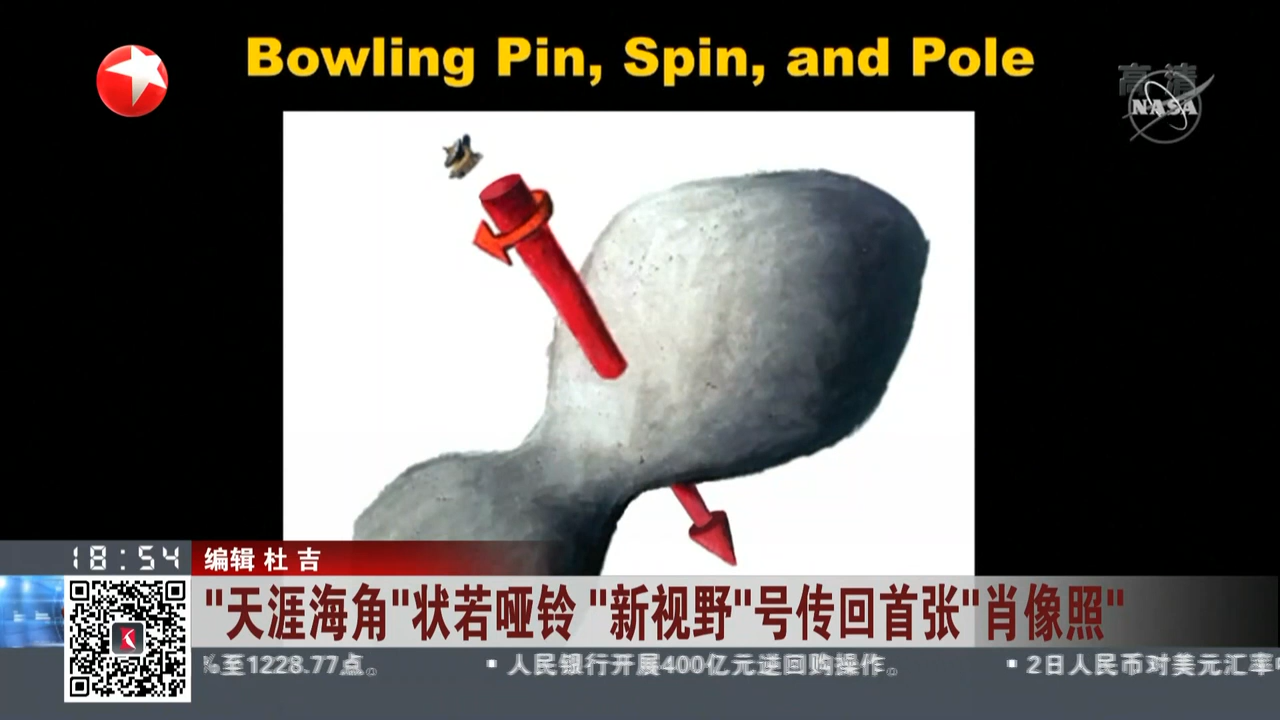 Bowling Pin, Spin, and Pole
高清
NASA
18:54
编辑 杜 吉
"天涯海角"状若哑铃 "新视野"号传回首张"肖像照"
%至1228.77点。 ▪ 人民银行开展400亿元逆回购操作。 ▪ 2日人民币对美元汇率中